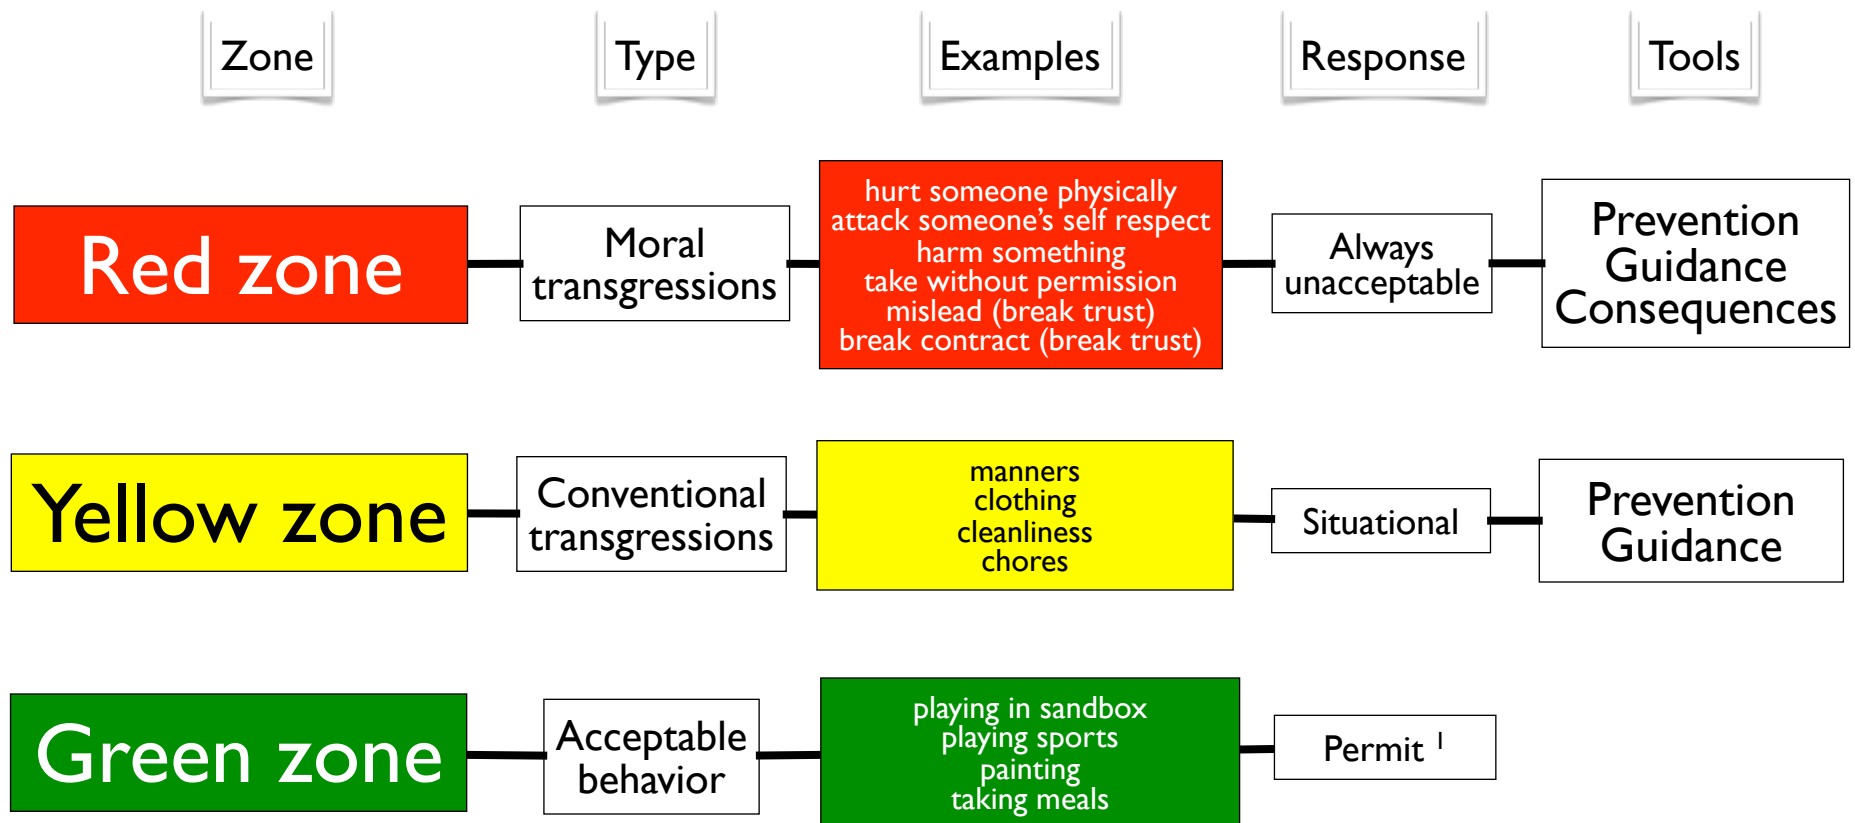 Zone
Type
Examples
Response
Tools
Red zone
Moral
transgressions
hurt someone physically
attack someone's self respect
harm something
take without permission
mislead (break trust)
break contract (break trust)
Always
unacceptable
Prevention
Guidance
Consequences
Yellow zone
Conventional
transgressions
manners
clothing
cleanliness
chores
Situational
Prevention
Guidance
Green zone
Acceptable
behavior
playing in sandbox
playing sports
painting
taking meals
Permit ¹